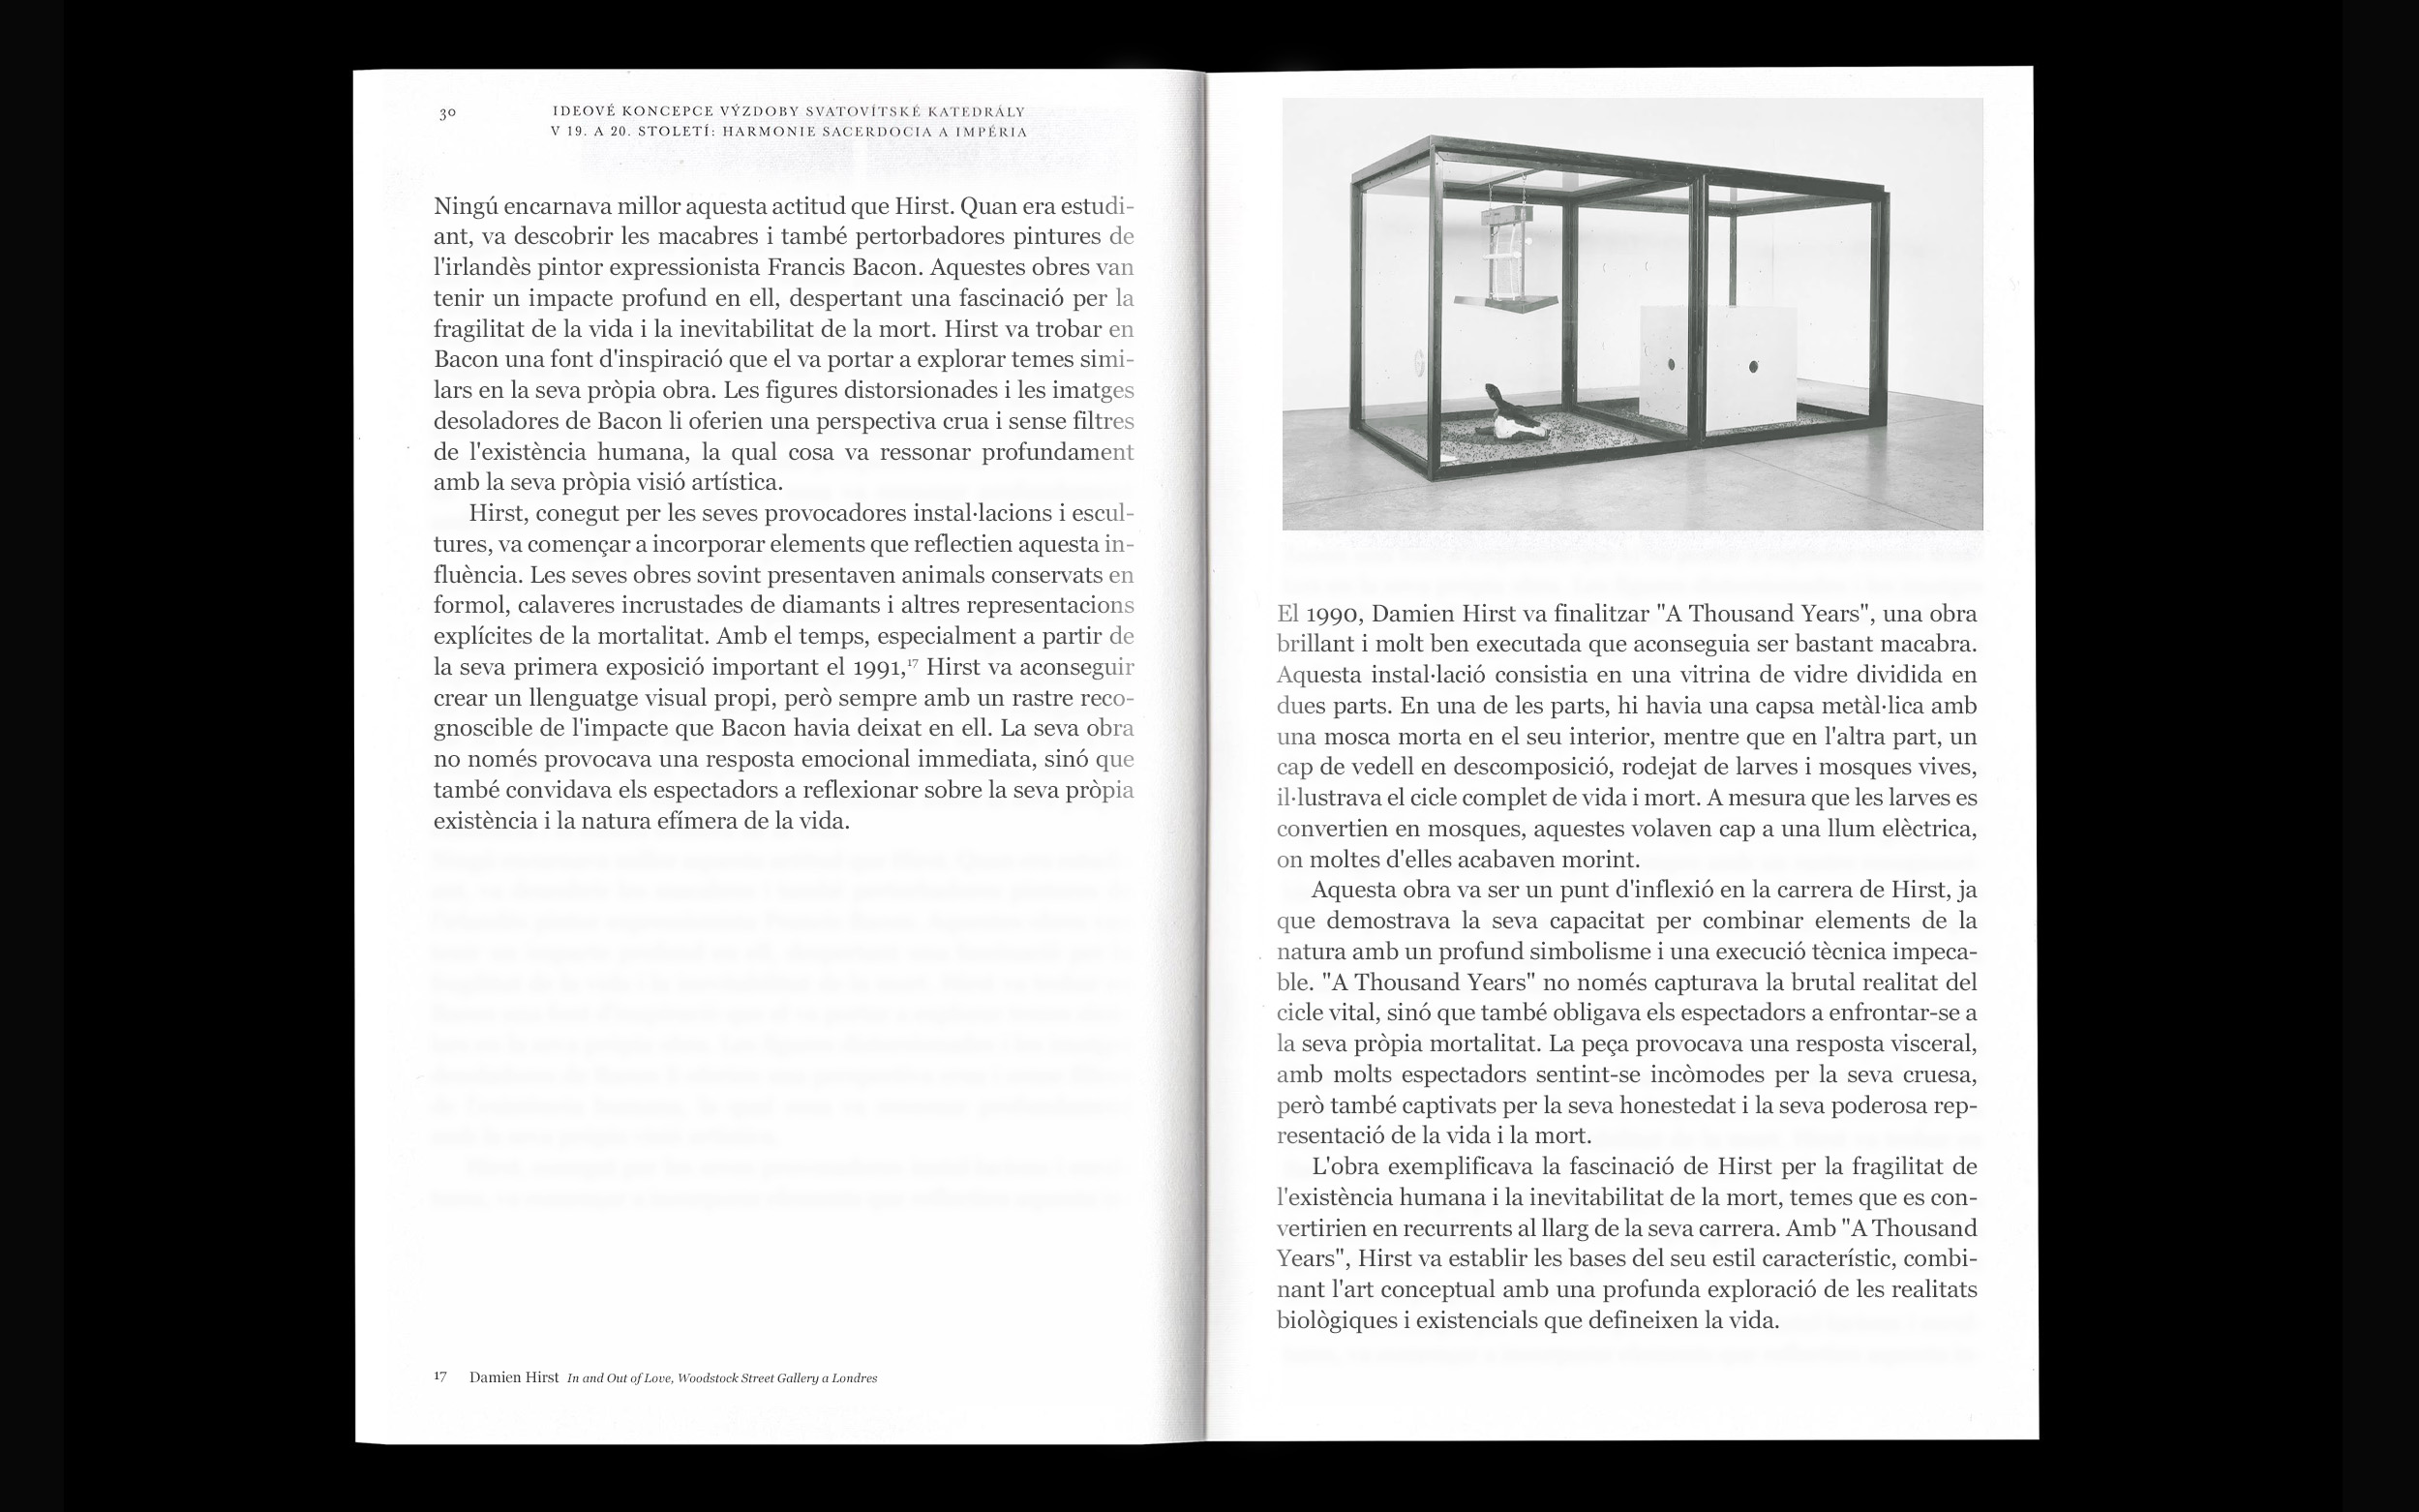 30
IDEOVÉ KONCEPCE VÝZDOBY SVATOVÍTSKÉ KATEDRÁLY
V 19. A 20. STOLETÍ: HARMONIE SACERDOCIA A IMPÉRIA
Ningú encarnava millor aquesta actitud que Hirst. Quan era estudi-
ant, va descobrir les macabres i també pertorbadores pintures de
l'irlandès pintor expressionista Francis Bacon. Aquestes obres van
tenir un impacte profund en ell, despertant una fascinació per la
fragilitat de la vida i la inevitabilitat de la mort. Hirst va trobar en
Bacon una font d'inspiració que el va portar a explorar temes simi-
lars en la seva pròpia obra. Les figures distorsionades i les imatges
desoladores de Bacon li oferien una perspectiva crua i sense filtres
de l'existència humana, la qual cosa va ressonar profundament
amb la seva pròpia visió artística.
Hirst, conegut per les seves provocadores instal·lacions i escul-
tures, va començar a incorporar elements que reflectien aquesta in-
fluència. Les seves obres sovint presentaven animals conservats en
formol, calaveres incrustades de diamants i altres representacions
explícites de la mortalitat. Amb el temps, especialment a partir de
la seva primera exposició important el 1991,17 Hirst va aconseguir
crear un llenguatge visual propi, però sempre amb un rastre reco-
gnoscible de l'impacte que Bacon havia deixat en ell. La seva obra
no només provocava una resposta emocional immediata, sinó que
també convidava els espectadors a reflexionar sobre la seva pròpia
existència i la natura efímera de la vida.
17 Damien Hirst In and Out of Love, Woodstock Street Gallery a Londres
El 1990, Damien Hirst va finalitzar "A Thousand Years", una obra
brillant i molt ben executada que aconseguia ser bastant macabra.
Aquesta instal·lació consistia en una vitrina de vidre dividida en
dues parts. En una de les parts, hi havia una capsa metàl·lica amb
una mosca morta en el seu interior, mentre que en l'altra part, un
cap de vedell en descomposició, rodejat de larves i mosques vives,
il·lustrava el cicle complet de vida i mort. A mesura que les larves es
convertien en mosques, aquestes volaven cap a una llum elèctrica,
on moltes d'elles acabaven morint.
Aquesta obra va ser un punt d'inflexió en la carrera de Hirst, ja
que demostrava la seva capacitat per combinar elements de la
natura amb un profund simbolisme i una execució tècnica impeca-
ble. "A Thousand Years" no només capturava la brutal realitat del
cicle vital, sinó que també obligava els espectadors a enfrontar-se a
la seva pròpia mortalitat. La peça provocava una resposta visceral,
amb molts espectadors sentint-se incòmodes per la seva cruesa,
però també captivats per la seva honestedat i la seva poderosa rep-
resentació de la vida i la mort.
L'obra exemplificava la fascinació de Hirst per la fragilitat de
l'existència humana i la inevitabilitat de la mort, temes que es con-
vertirien en recurrents al llarg de la seva carrera. Amb "A Thousand
Years", Hirst va establir les bases del seu estil característic, combi-
nant l'art conceptual amb una profunda exploració de les realitats
biològiques i existencials que defineixen la vida.